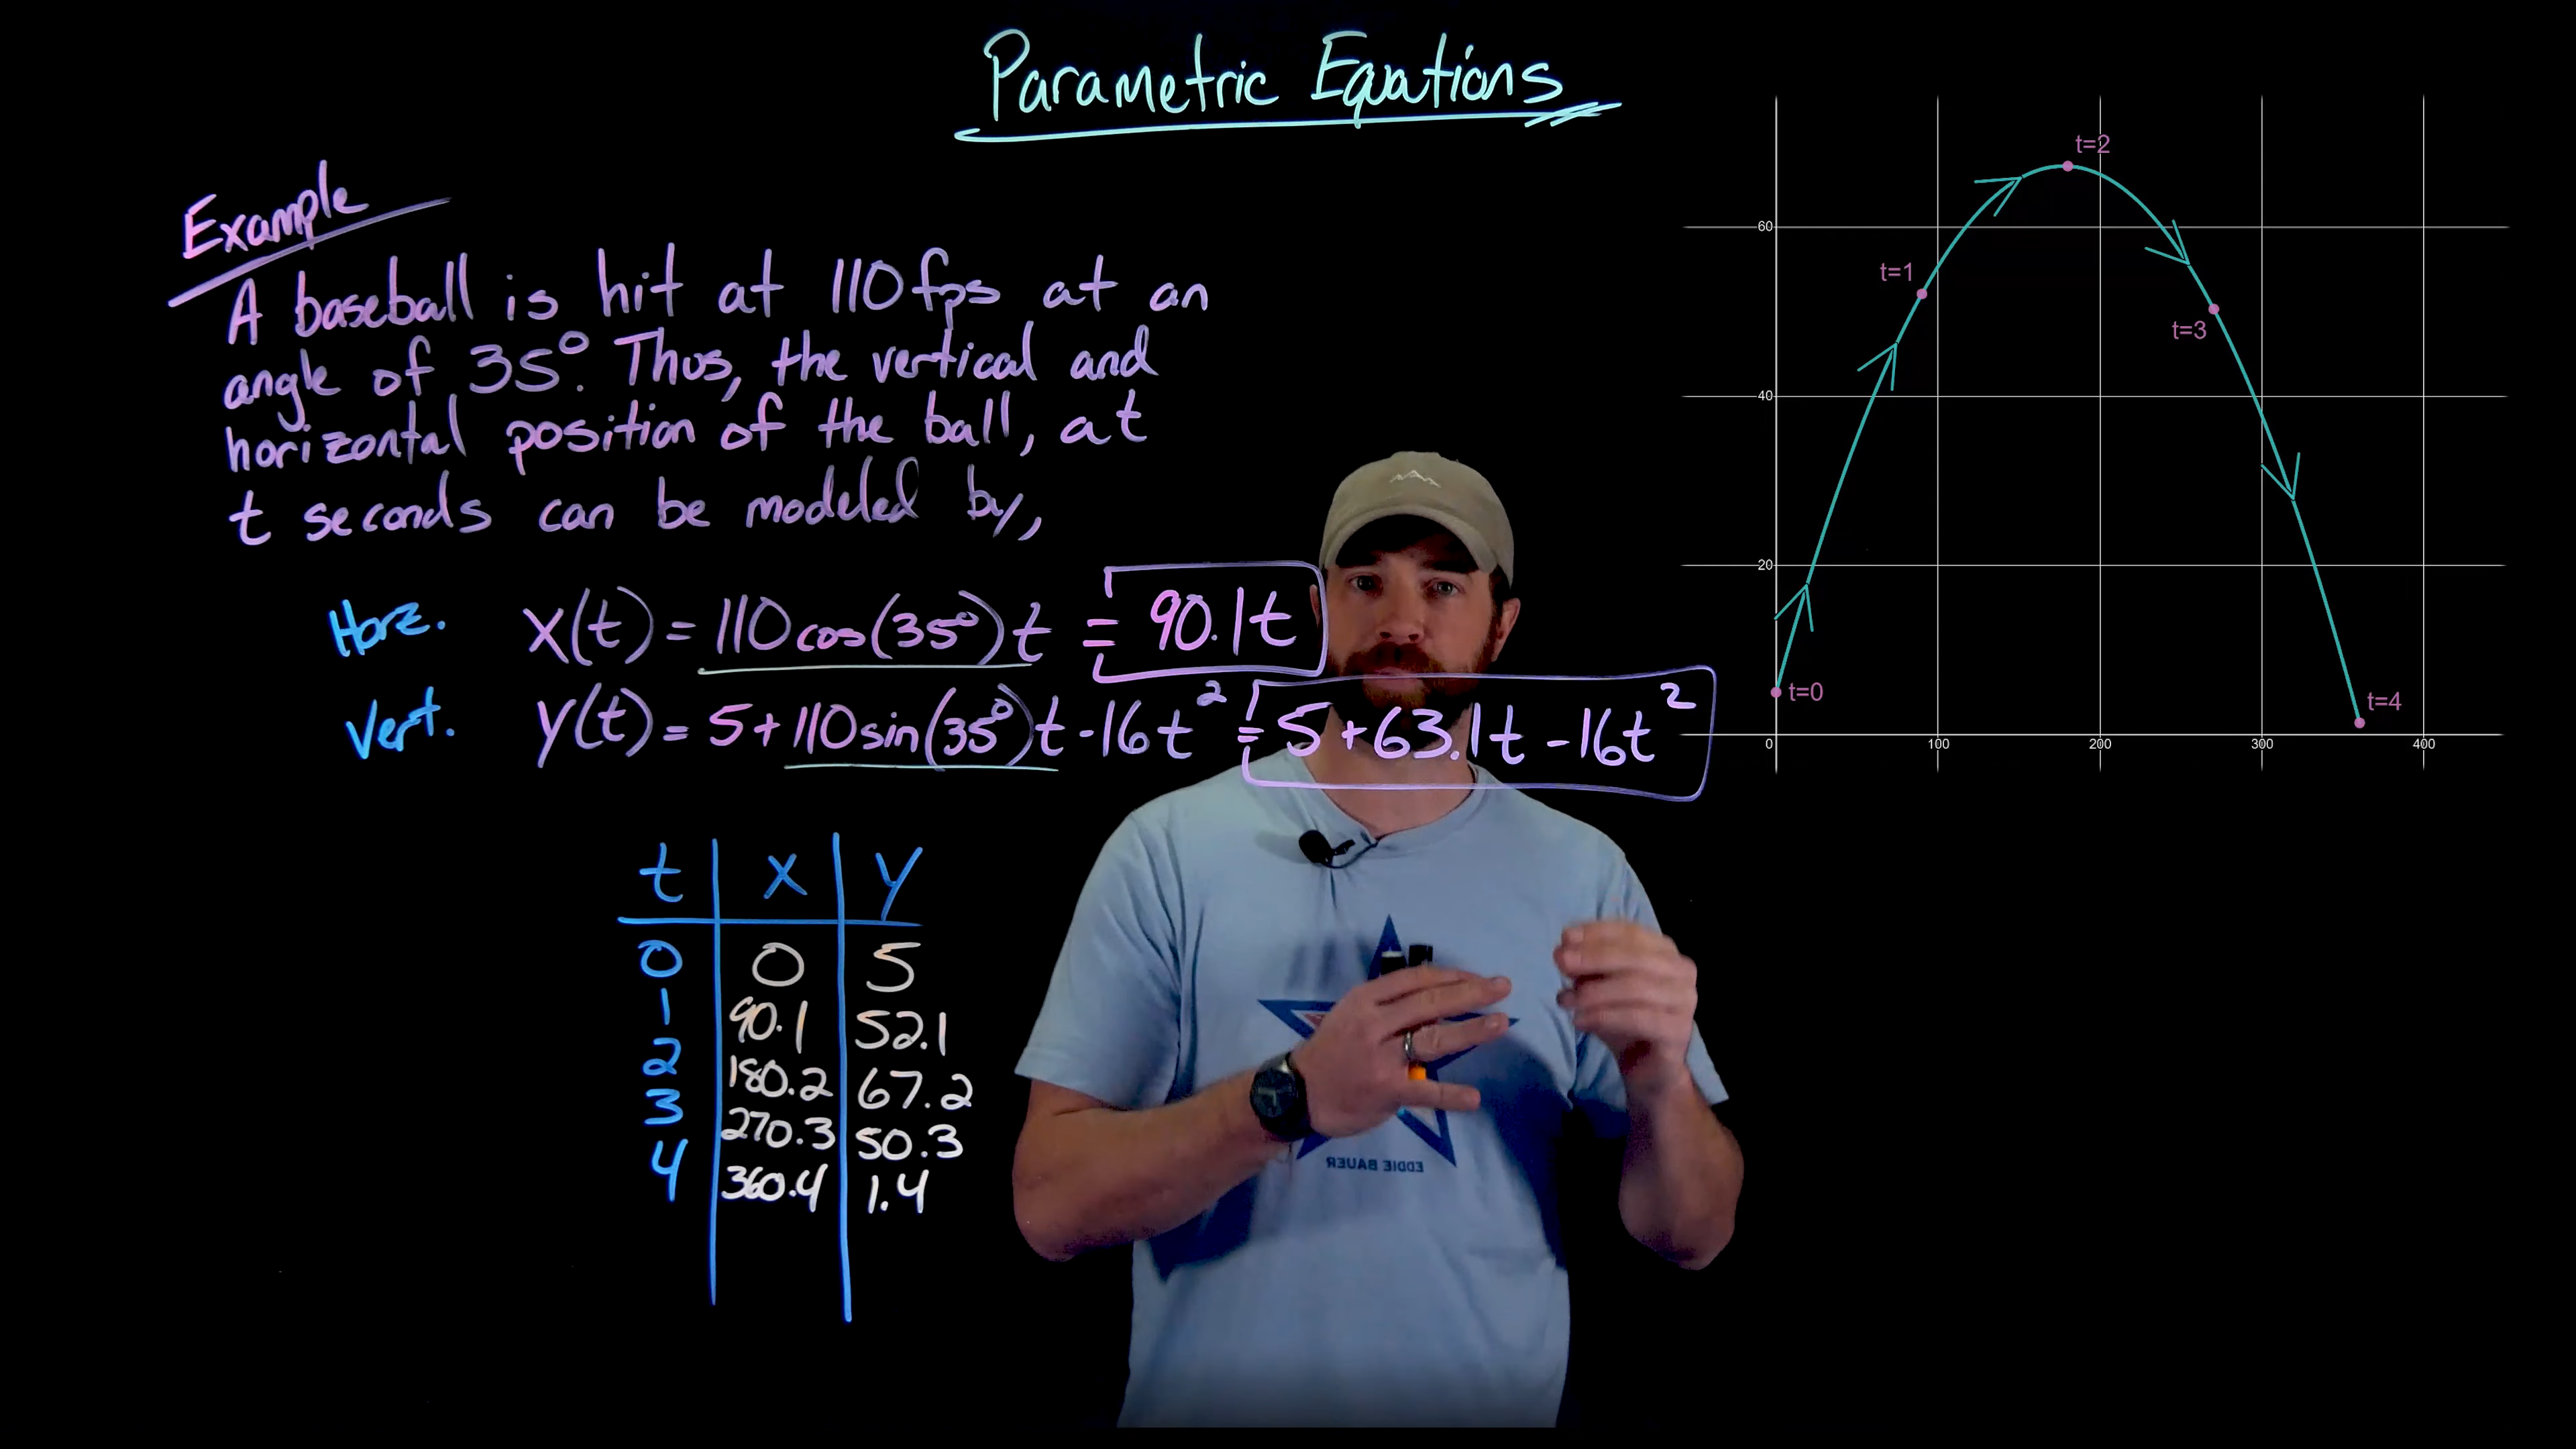 Parametric Equations
Example
A baseball is hit at 110fps at an
angle of 35°. Thus, the vertical and
horizontal position of the ball, at
t seconds can be modeled by,
Horz. x(t) = 110cos(35°)t = 90.1t
Vert. y(t) = 5+110sin(35°)t-16t² = 5+63.1t-16t²
t x y
0 0 5
1 90.1 52.1
2 180.2 67.2
3 270.3 50.3
4 360.4 1.4
t=2
60
t=1
t=3
40
20
t=0
t=4
0 100 200 300 400
EDDIE BAUER